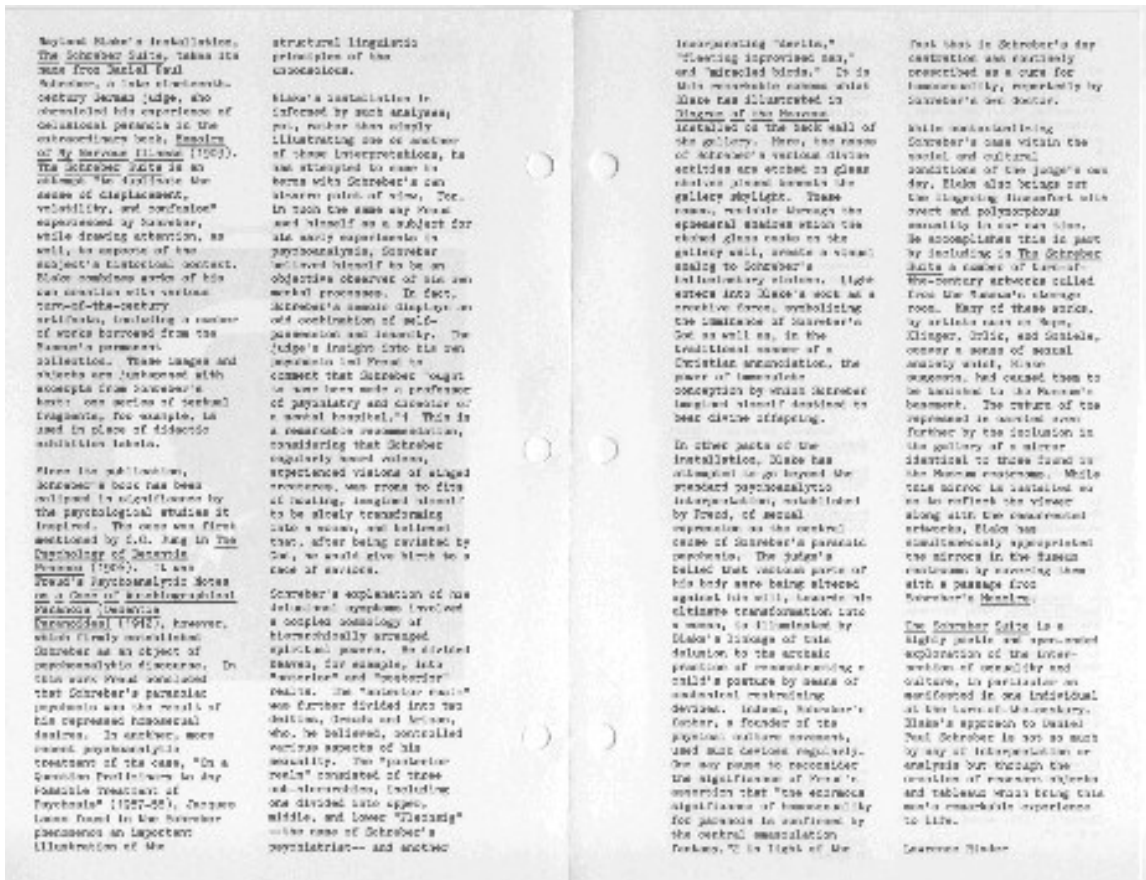 Nayland Blake's installation,
The Schreber Suite, takes its
name from Daniel Paul
Schreber, a late nineteenth-
century German judge, who
chronicled his experience of
delusional paranoia in the
extraordinary book, Memoirs
of My Nervous Illness (1903).
The Schreber Suite is an
attempt "to duplicate the
sense of displacement,
volatility, and confusion"
experienced by Schreber,
while drawing attention, as
well, to aspects of the
subject's historical context.
Blake combines works of his
own creation with various
turn-of-the-century
artifacts, including a number
of works borrowed from the
Museum's permanent
collection. These images and
objects are juxtaposed with
excerpts from Schreber's
text: one series of textual
fragments, for example, is
used in place of didactic
exhibition labels.
Since its publication,
Schreber's book has been
eclipsed in significance by
the psychological studies it
inspired. The case was first
mentioned by C.G. Jung in The
Psychology of Dementia
Praecox (1906). It was
Freud's Psychoanalytic Notes
on a Case of Autobiographical
Paranoia (Dementia
Paranoides) however,
which firmly established
Schreber as an object of
psychoanalytic discourse. In
this work Freud concluded
that Schreber's paranoiac
psychosis was the result of
his repressed homosexual
desires. In another, more
recent psychoanalytic
treatment of the case, "On a
Question Preliminary to Any
Possible Treatment of
Psychosis" (1957-58), Jacques
Lacan found in the Schreber
phenomenon an important
illustration of the
structural linguistic
principles of the
unconscious.
Blake's installation is
informed by such analyses,
yet, rather than simply
illustrating one or another
of these interpretations, he
has attempted to come to
terms with Schreber's own
bizarre point of view. For,
in much the same way Freud
used himself as a subject for
his early experiments in
psychoanalysis, Schreber
believed himself to be an
objective observer of his own
mental processes. In fact,
Schreber's memoir displays an
odd combination of self-
possession and insanity. The
judge's insight into his own
psychosis led Freud to
comment that Schreber "ought
to have been made a professor
of psychiatry and director of
a mental hospital."1 This is
a remarkable recommendation,
considering that Schreber
regularly heard voices,
experienced visions of winged
creatures, was prone to fits
of howling, imagined himself
to be slowly transforming
into a woman, and believed
that, after being ravished by
God, he would give birth to a
race of saviors.
Schreber's explanation of his
delusional symptoms involved
a complex cosmology of
hierarchically arranged
spiritual powers. He divided
heaven, for example, into
"anterior" and "posterior"
realms. The "anterior realm"
was further divided into two
deities, Ormuzd and Ariman,
who, he believed, controlled
various aspects of his
sexuality. The "posterior
realm" consisted of three
sub-hierarchies, including
one divided into upper,
middle, and lower "Flechsig"
--the name of Schreber's
psychiatrist-- and another
incorporating "devils,"
"fleeting improvised men,"
and "miracled birds." It is
this remarkable schema which
Blake has illustrated in
Diagram of the Heavens
installed on the back wall of
the gallery. Here, the names
of Schreber's various divine
entities are etched on glass
shelves placed beneath the
gallery skylight. These
names, readable through the
ephemeral shadows which the
etched glass casts on the
gallery wall, create a visual
analog to Schreber's
hallucinatory visions. Light
enters into Blake's work as a
creative force, symbolizing
the immanence of Schreber's
God as well as, in the
traditional manner of a
Christian annunciation, the
power of immaculate
conception by which Schreber
imagined himself destined to
bear divine offspring.
In other parts of the
installation, Blake has
attempted to go beyond the
standard psychoanalytic
interpretation, established
by Freud, of sexual
repression as the central
cause of Schreber's paranoid
psychosis. The judge's
belief that various parts of
his body were being altered
against his will, towards his
ultimate transformation into
a woman, is illuminated by
Blake's linkage of this
delusion to the archaic
practice of reconstructing a
child's posture by means of
mechanical restraining
devices. Indeed, Schreber's
father, a founder of the
physical culture movement,
used such devices regularly.
One may pause to reconsider
the significance of Freud's
assertion that "the enormous
significance of homosexuality
for paranoia is confirmed by
the central emasculation
fantasy,"2 in light of the
fact that in Schreber's day
castration was routinely
prescribed as a cure for
homosexuality, reportedly by
Schreber's own doctor.
While contextualizing
Schreber's case within the
social and cultural
conditions of the judge's own
day, Blake also brings out
the lingering discomfort with
overt and polymorphous
sexuality in our own time.
He accomplishes this in part
by including in The Schreber
Suite a number of turn-of-
the-century artworks culled
from the Museum's storage
room. Many of these works,
by artists such as
Klinger, Orlic, and Schiele,
convey a sense of sexual
anxiety which, Blake
suggests, had caused them to
be banished to the Museum's
basement. The return of the
repressed is carried even
further by the inclusion in
the gallery of a mirror
identical to those found in
the Museum restrooms. While
this mirror is installed so
as to reflect the viewer
along with the resurrected
artworks, Blake has
simultaneously appropriated
the mirrors in the Museum
restrooms by covering them
with a passage from
Schreber's Memoirs.
The Schreber Suite is a
highly poetic and open-ended
exploration of the inter-
section of sexuality and
culture, in particular as
manifested in one individual
at the turn-of-the-century.
Blake's approach to Daniel
Paul Schreber is not so much
by way of interpretation or
analysis but through the
creation of resonant objects
and tableaux which bring this
man's remarkable experience
to life.
Lawrence Rinder